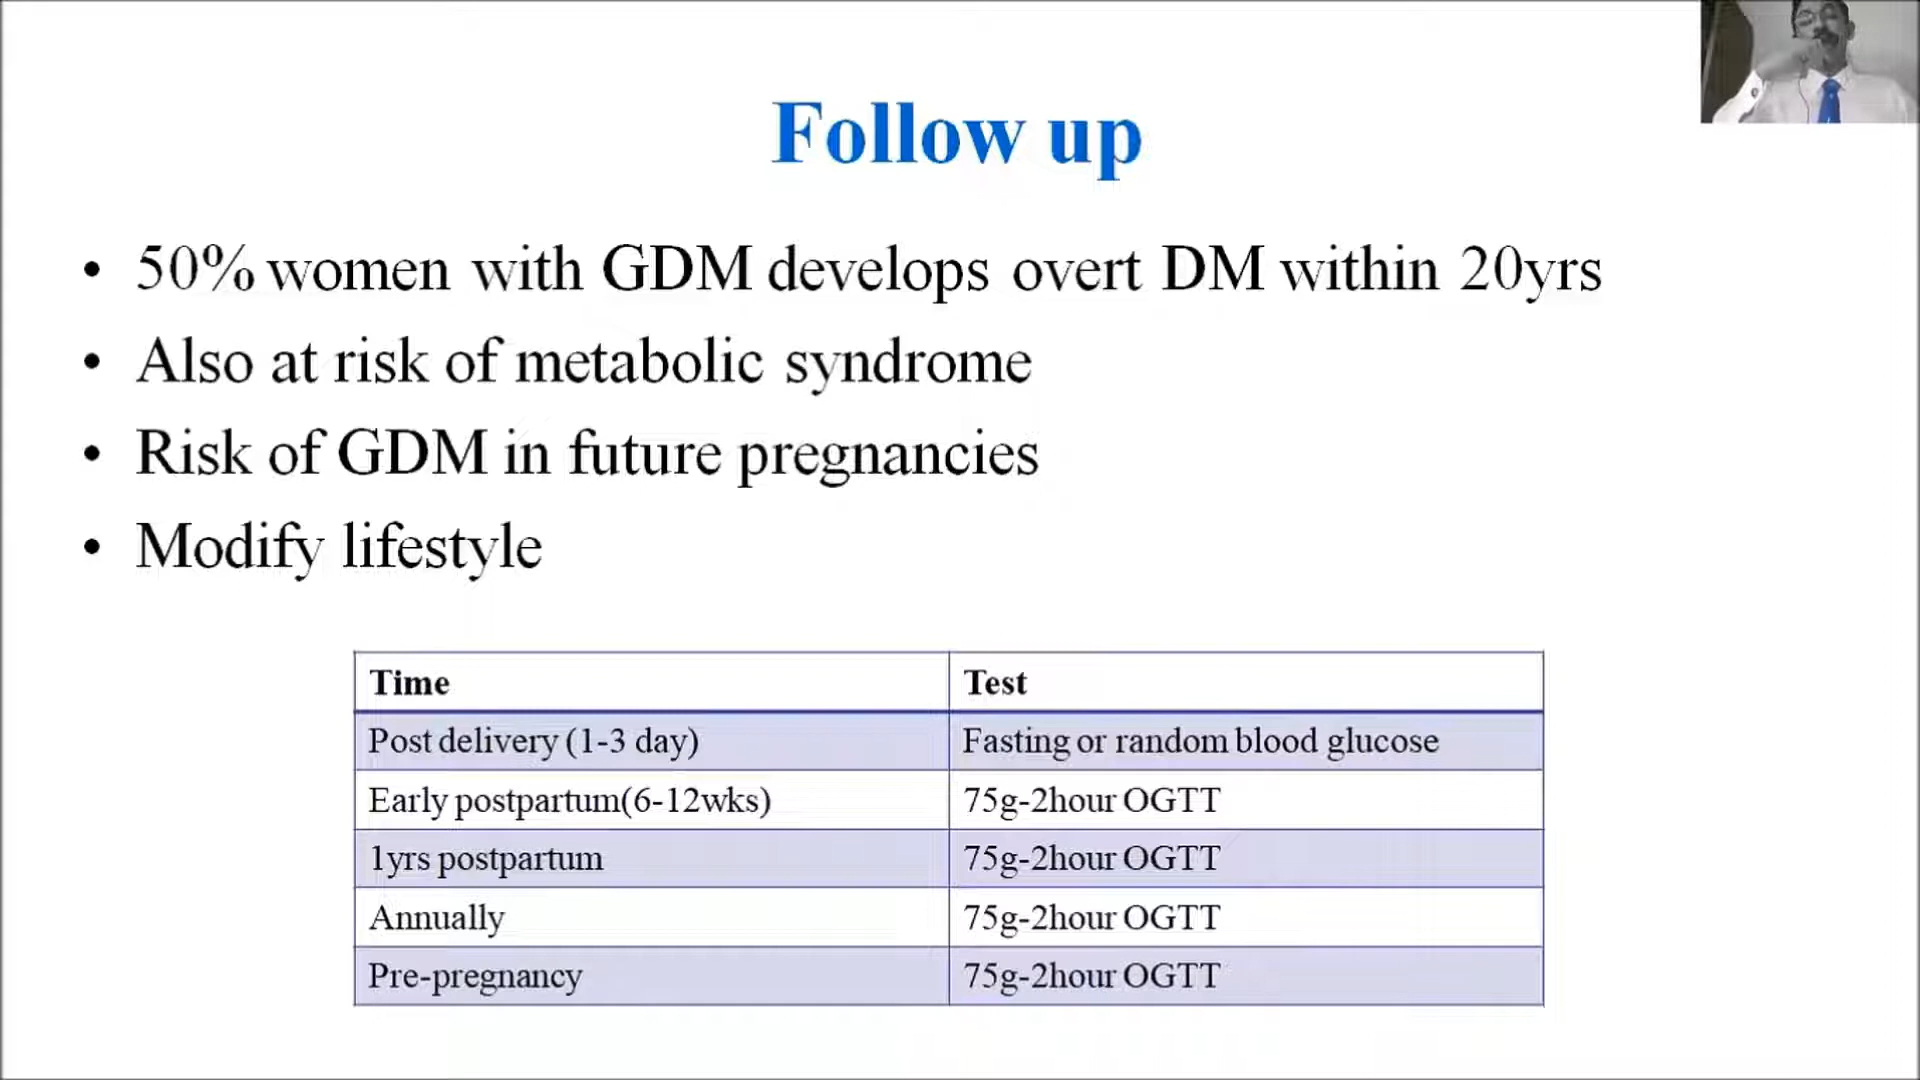 Follow up
• 50% women with GDM develops overt DM within 20yrs
• Also at risk of metabolic syndrome
• Risk of GDM in future pregnancies
• Modify lifestyle
Time Test
Post delivery (1-3 day) Fasting or random blood glucose
Early postpartum(6-12wks) 75g-2hour OGTT
1yrs postpartum 75g-2hour OGTT
Annually 75g-2hour OGTT
Pre-pregnancy 75g-2hour OGTT